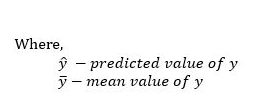 Where,
ŷ – predicted value of y
ȳ – mean value of y